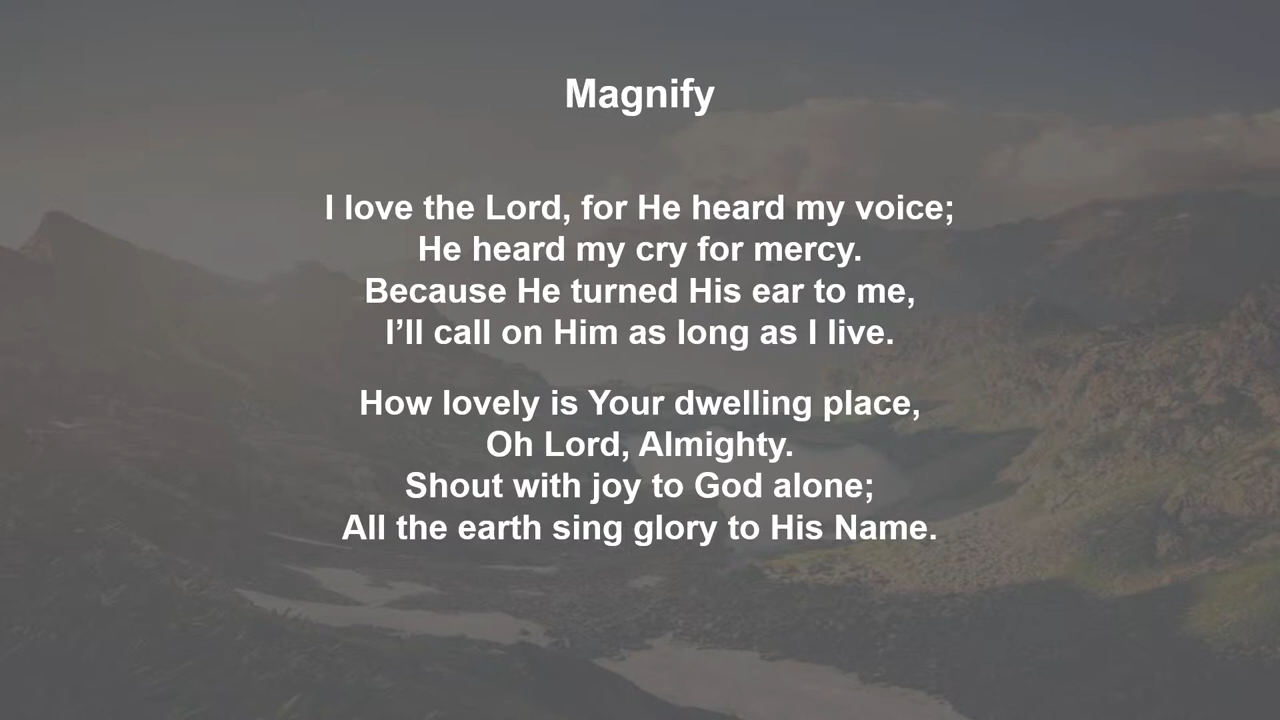 Magnify
I love the Lord, for He heard my voice;
He heard my cry for mercy.
Because He turned His ear to me,
I’ll call on Him as long as I live.
How lovely is Your dwelling place,
Oh Lord, Almighty.
Shout with joy to God alone;
All the earth sing glory to His Name.